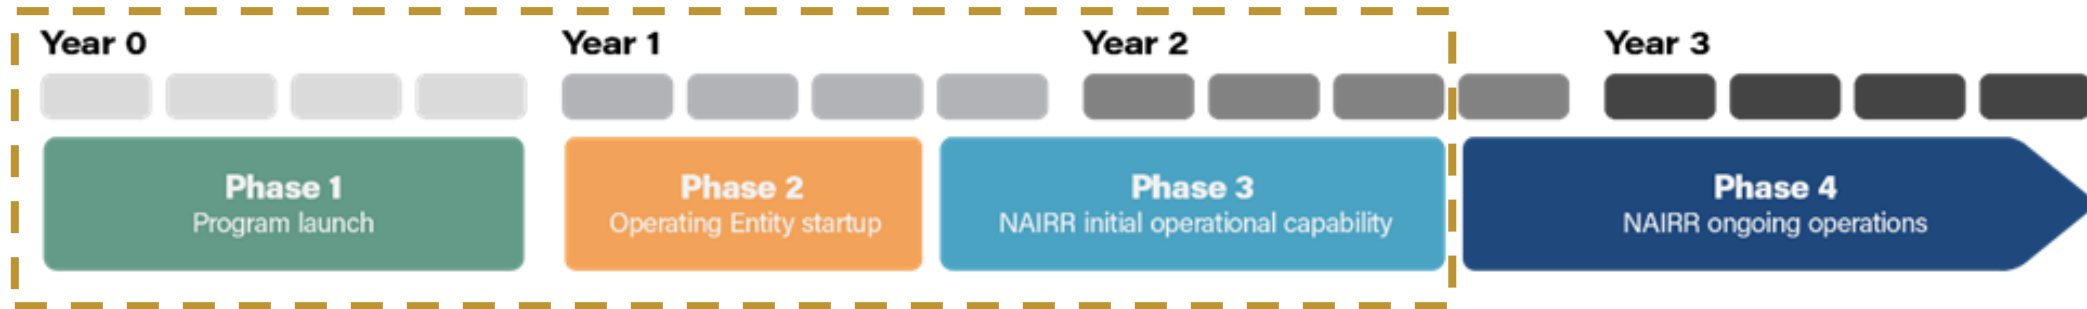 Year 0
Year 1
Year 2
Year 3
Phase 1
Program launch
Phase 2
Operating Entity startup
Phase 3
NAIRR initial operational capability
Phase 4
NAIRR ongoing operations